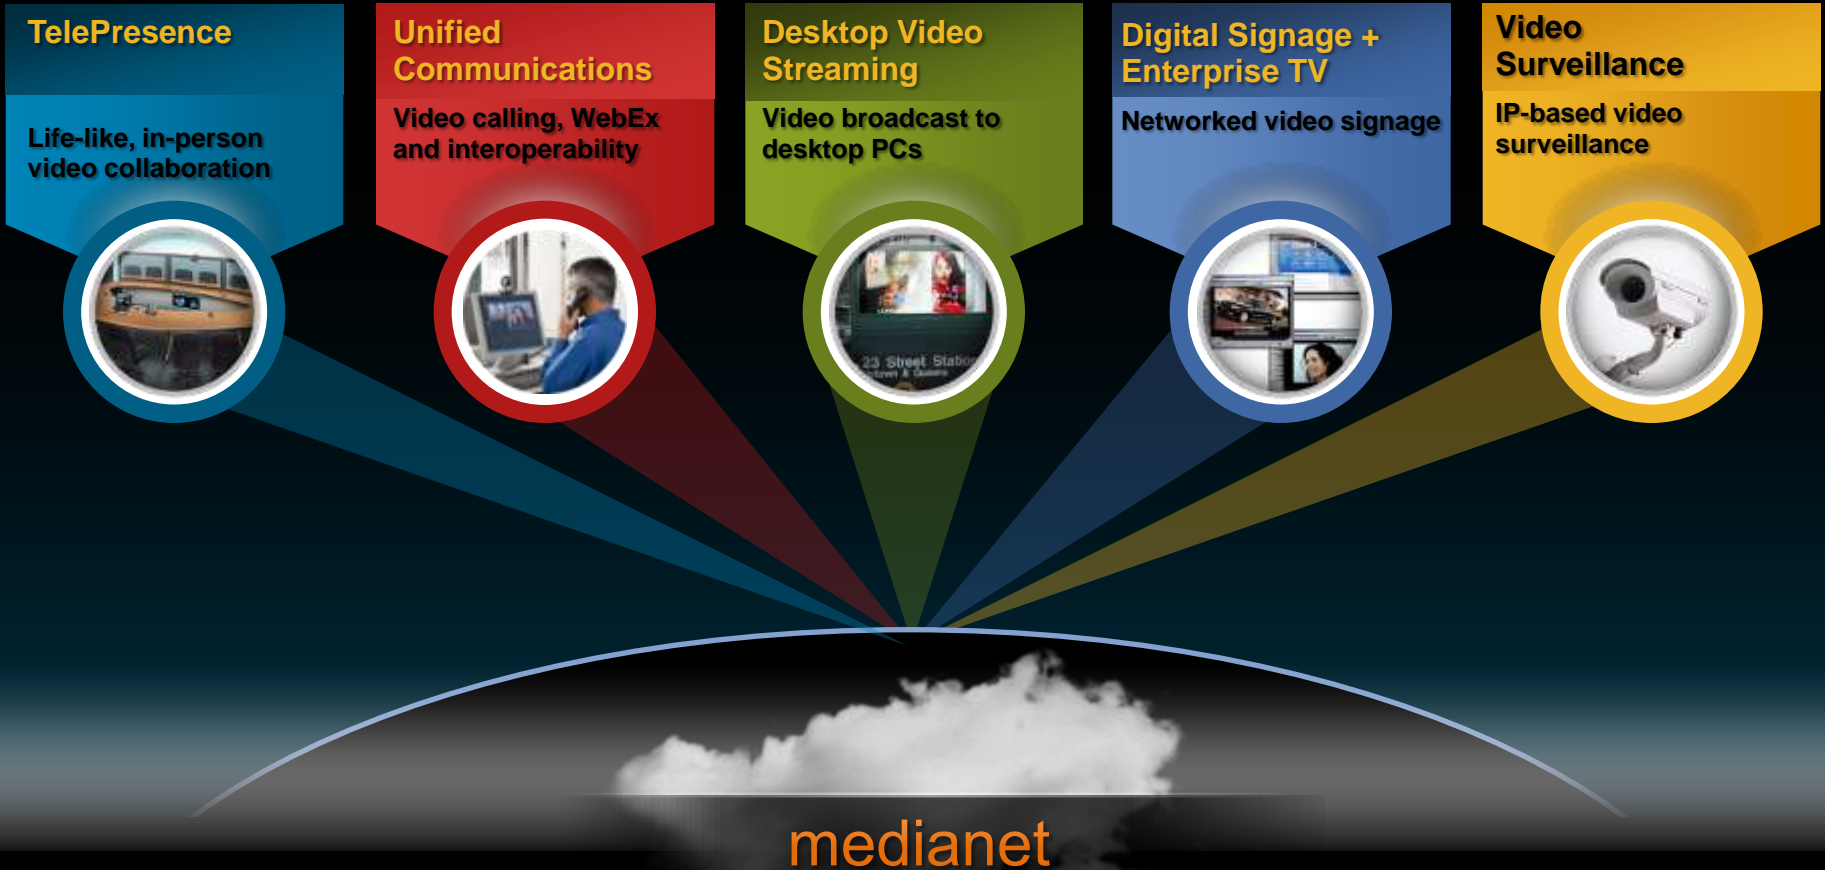 TelePresence
Life-like, in-person
video collaboration
Unified
Communications
Video calling, WebEx
and interoperability
Desktop Video
Streaming
Video broadcast to
desktop PCs
23 Street Station
& Queens
Digital Signage +
Enterprise TV
Networked video signage
Video
Surveillance
IP-based video
surveillance
medianet